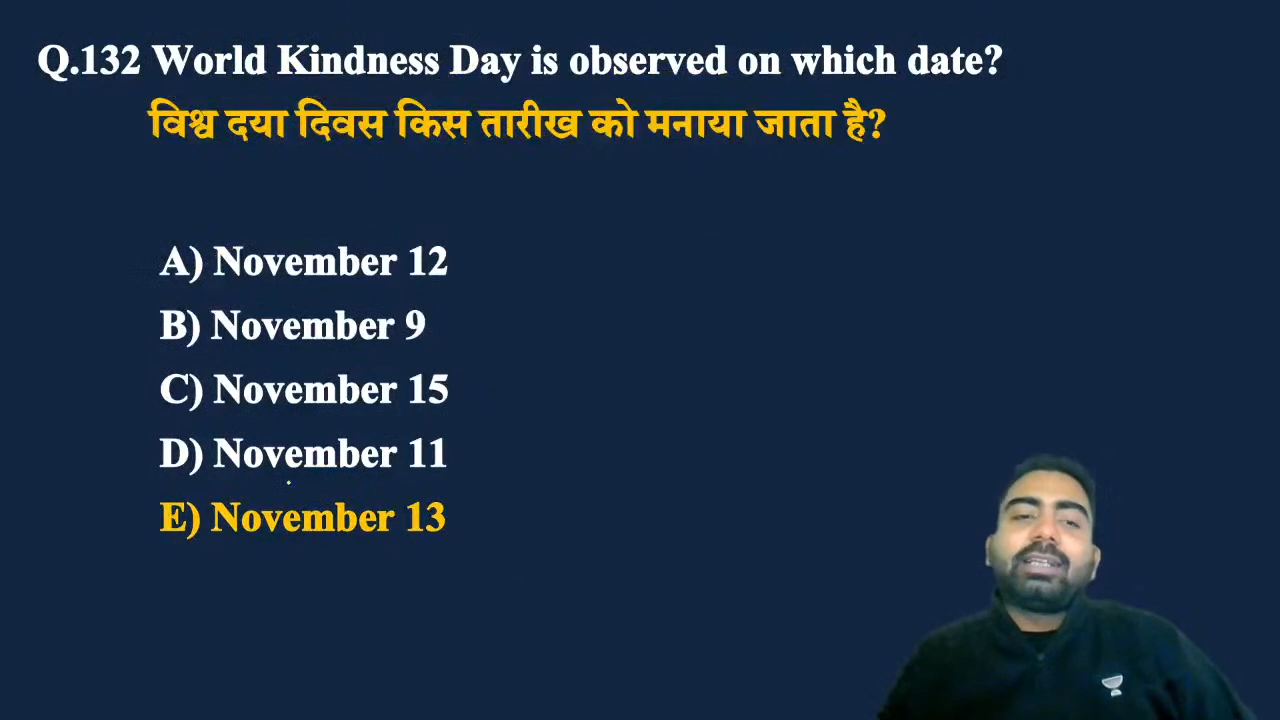 Q.132 World Kindness Day is observed on which date?
विश्व दया दिवस किस तारीख को मनाया जाता है?
A) November 12
B) November 9
C) November 15
D) November 11
E) November 13